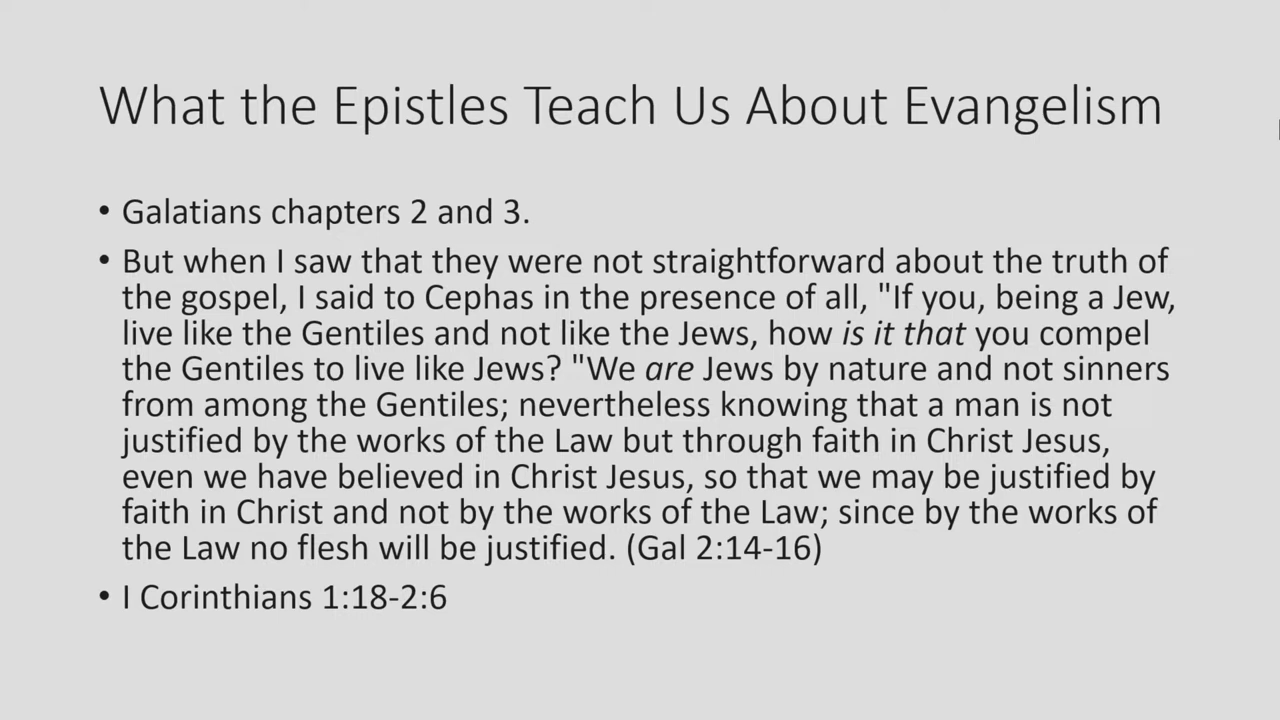 What the Epistles Teach Us About Evangelism
• Galatians chapters 2 and 3.
• But when I saw that they were not straightforward about the truth of
the gospel, I said to Cephas in the presence of all, "If you, being a Jew,
live like the Gentiles and not like the Jews, how is it that you compel
the Gentiles to live like Jews? "We are Jews by nature and not sinners
from among the Gentiles; nevertheless knowing that a man is not
justified by the works of the Law but through faith in Christ Jesus,
even we have believed in Christ Jesus, so that we may be justified by
faith in Christ and not by the works of the Law; since by the works of
the Law no flesh will be justified. (Gal 2:14-16)
• I Corinthians 1:18-2:6